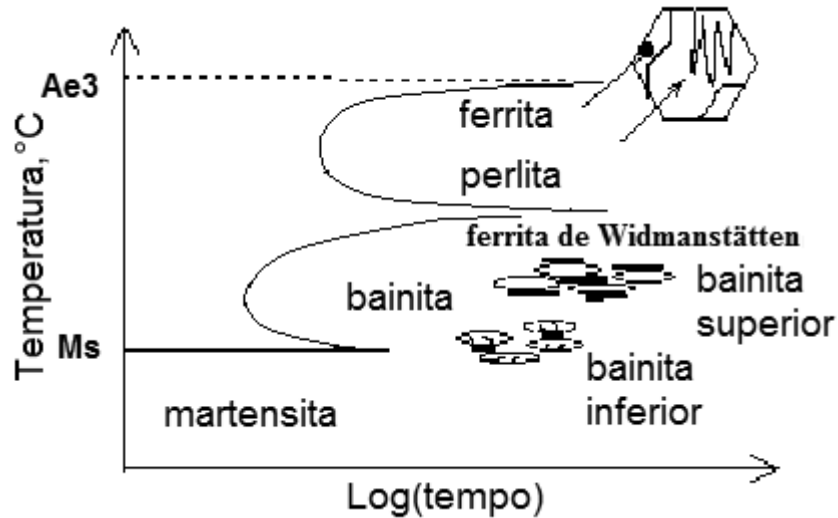 Ae3
ferrita
perlita
Temperatura,°C
ferrita de Widmanstätten
bainita
bainita
superior
Ms
bainita
inferior
martensita
Log(tempo)